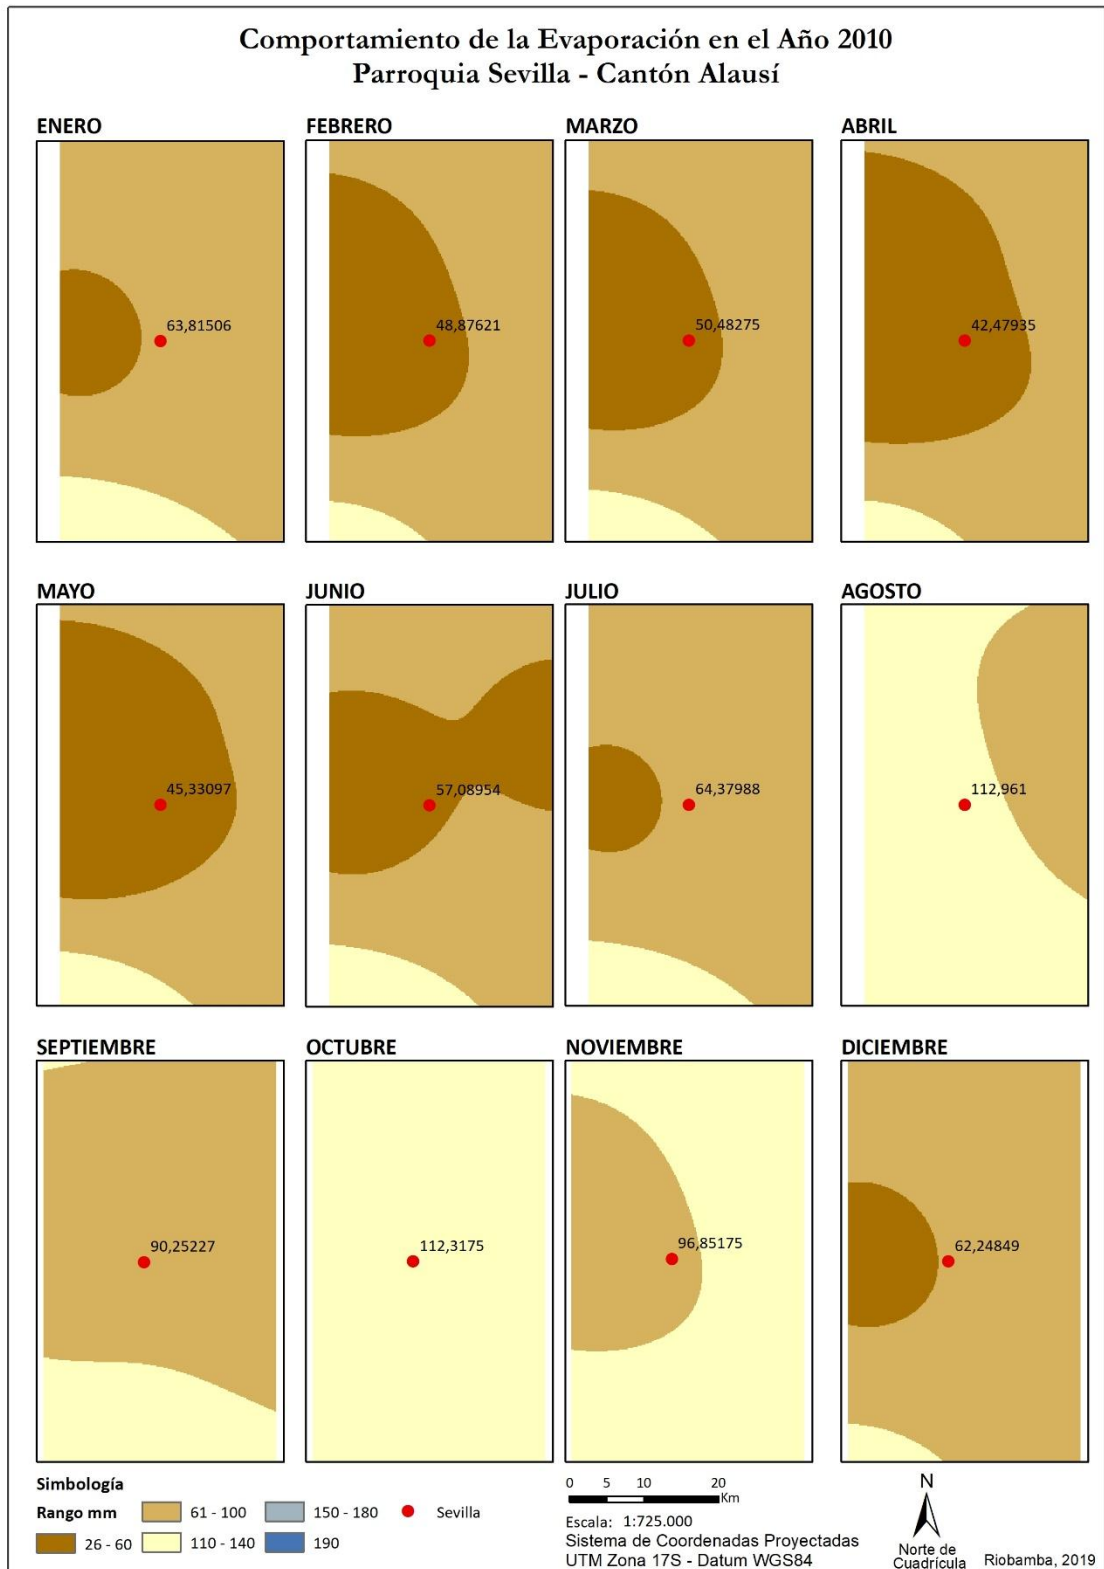 Comportamiento de la Evaporación en el Año 2010
Parroquia Sevilla - Cantón Alausí
ENERO
FEBRERO
MARZO
ABRIL
63,81506
48,87621
50,48275
42,47935
MAYO
JUNIO
JULIO
AGOSTO
45,33097
57,08954
64,37988
112,961
SEPTIEMBRE
OCTUBRE
NOVIEMBRE
DICIEMBRE
90,25227
112,3175
96,85175
62,24849
Simbología
Rango mm
26 - 60
61 - 100
110 - 140
150 - 180
190
Sevilla
0 5 10 20
Km
Escala: 1:725.000
Sistema de Coordenadas Proyectadas
UTM Zona 17S - Datum WGS84
N
Norte de
Cuadrícula
Riobamba, 2019